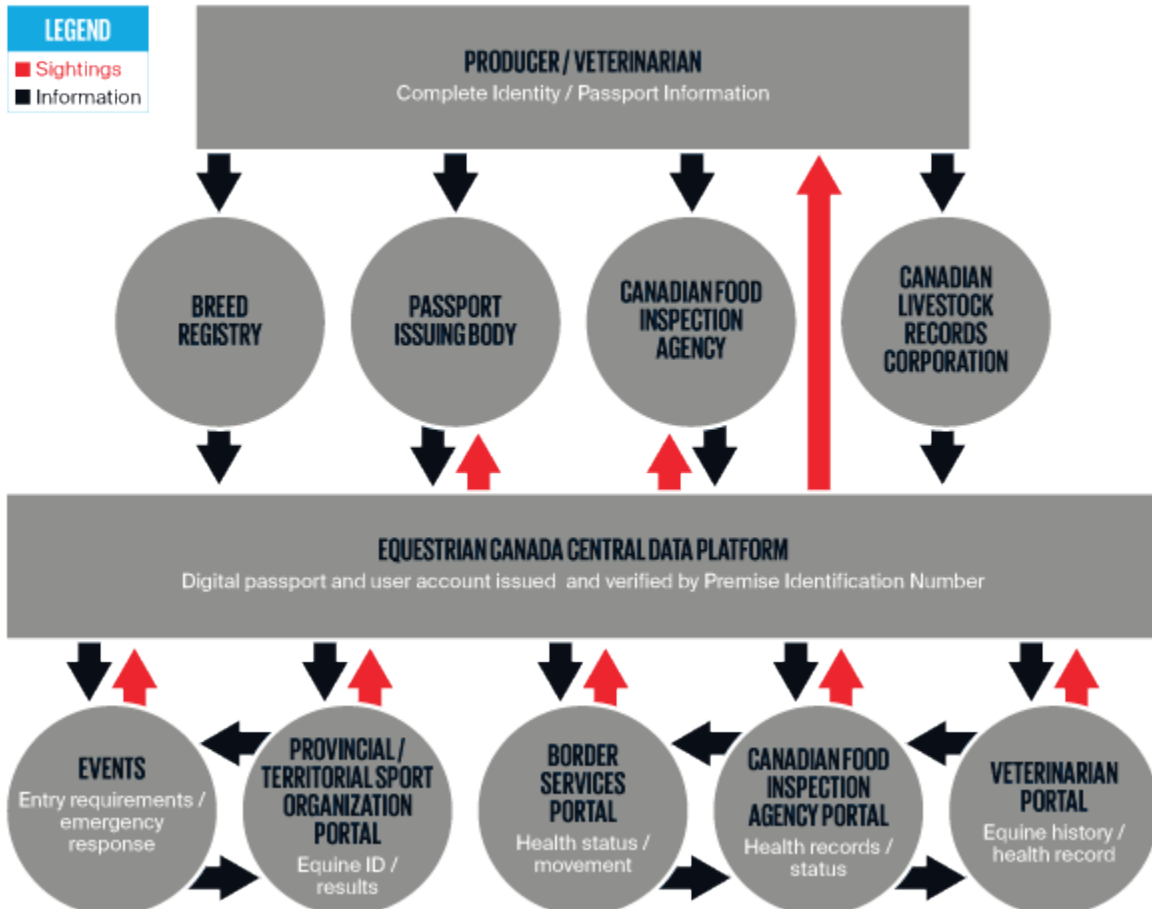 LEGEND
Sightings
Information
PRODUCER / VETERINARIAN
Complete Identity / Passport Information
BREED
REGISTRY
PASSPORT
ISSUING BODY
CANADIAN FOOD
INSPECTION
AGENCY
CANADIAN
LIVESTOCK
RECORDS
CORPORATION
EQUESTRIAN CANADA CENTRAL DATA PLATFORM
Digital passport and user account issued and verified by Premise Identification Number
EVENTS
Entry requirements /
emergency
response
PROVINCIAL /
TERRITORIAL SPORT
ORGANIZATION
PORTAL
Equine ID /
results
BORDER
SERVICES
PORTAL
Health status /
movement
CANADIAN FOOD
INSPECTION
AGENCY PORTAL
Health records /
status
VETERINARIAN
PORTAL
Equine history /
health record